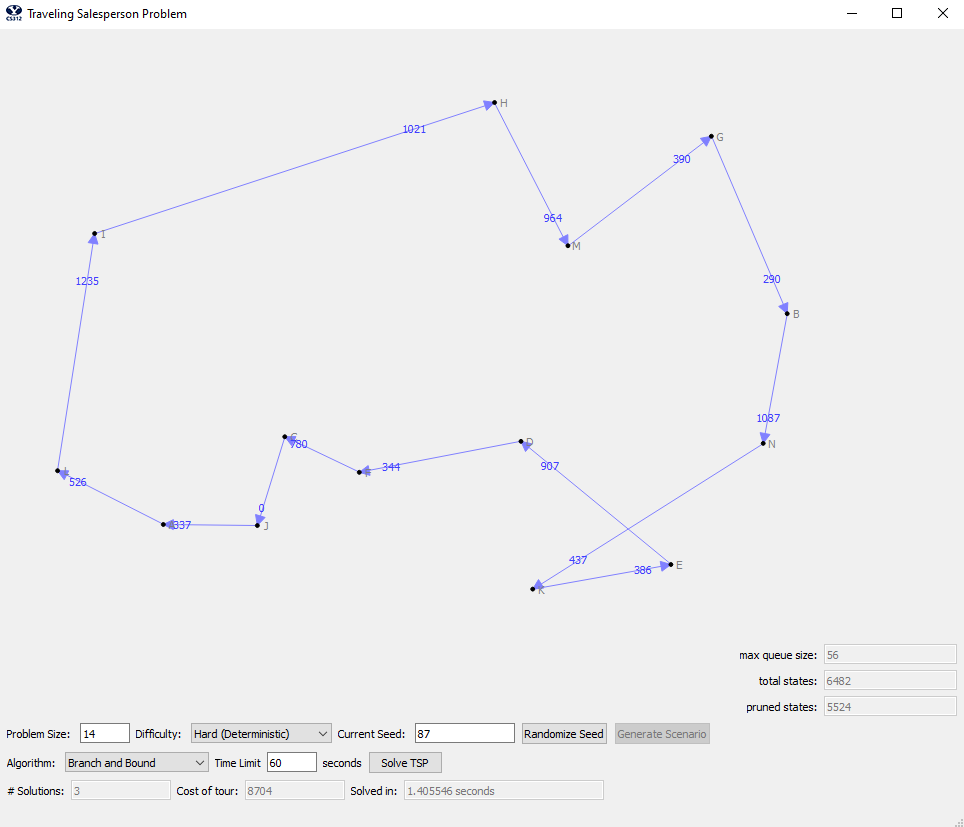 CS312 Traveling Salesperson Problem
H
1021
G
390
964
I
M
1235
290
B
1087
N
780
D
344
907
526
0
337
J
437
386
E
K
max queue size: 56
total states: 6482
pruned states: 5524
Problem Size: 14 Difficulty: Hard (Deterministic) Current Seed: 87 Randomize Seed Generate Scenario
Algorithm: Branch and Bound Time Limit 60 seconds Solve TSP
# Solutions: 3 Cost of tour: 8704 Solved in: 1.405546 seconds